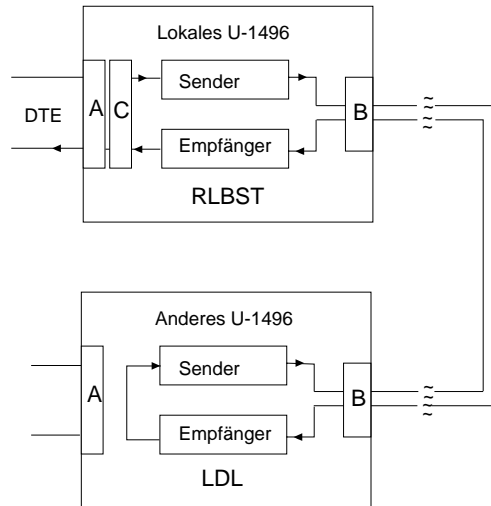 Lokales U-1496
Sender
DTE
A
C
B
Empfänger
RLBST
Anderes U-1496
Sender
A
B
Empfänger
LDL